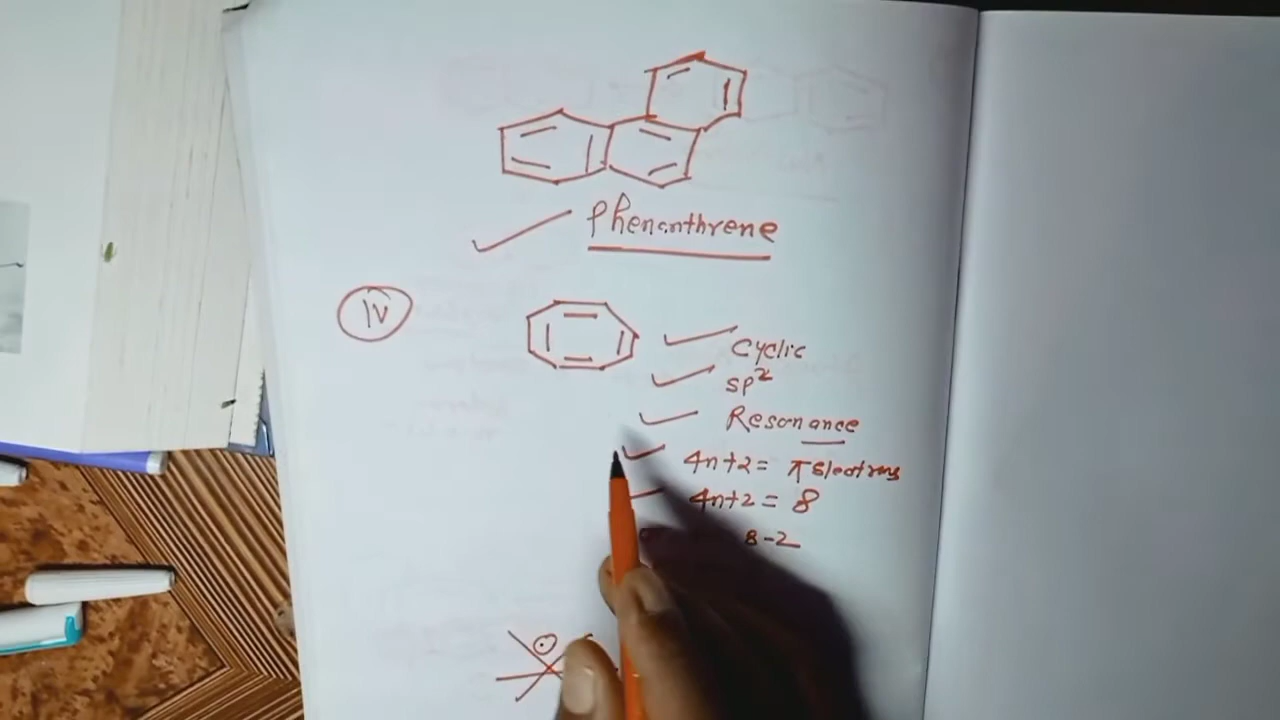 Phenanthrene
IV
Cyclic
sp²
Resonance
4n+2 = π Electrons
4n+2 = 8
8-2